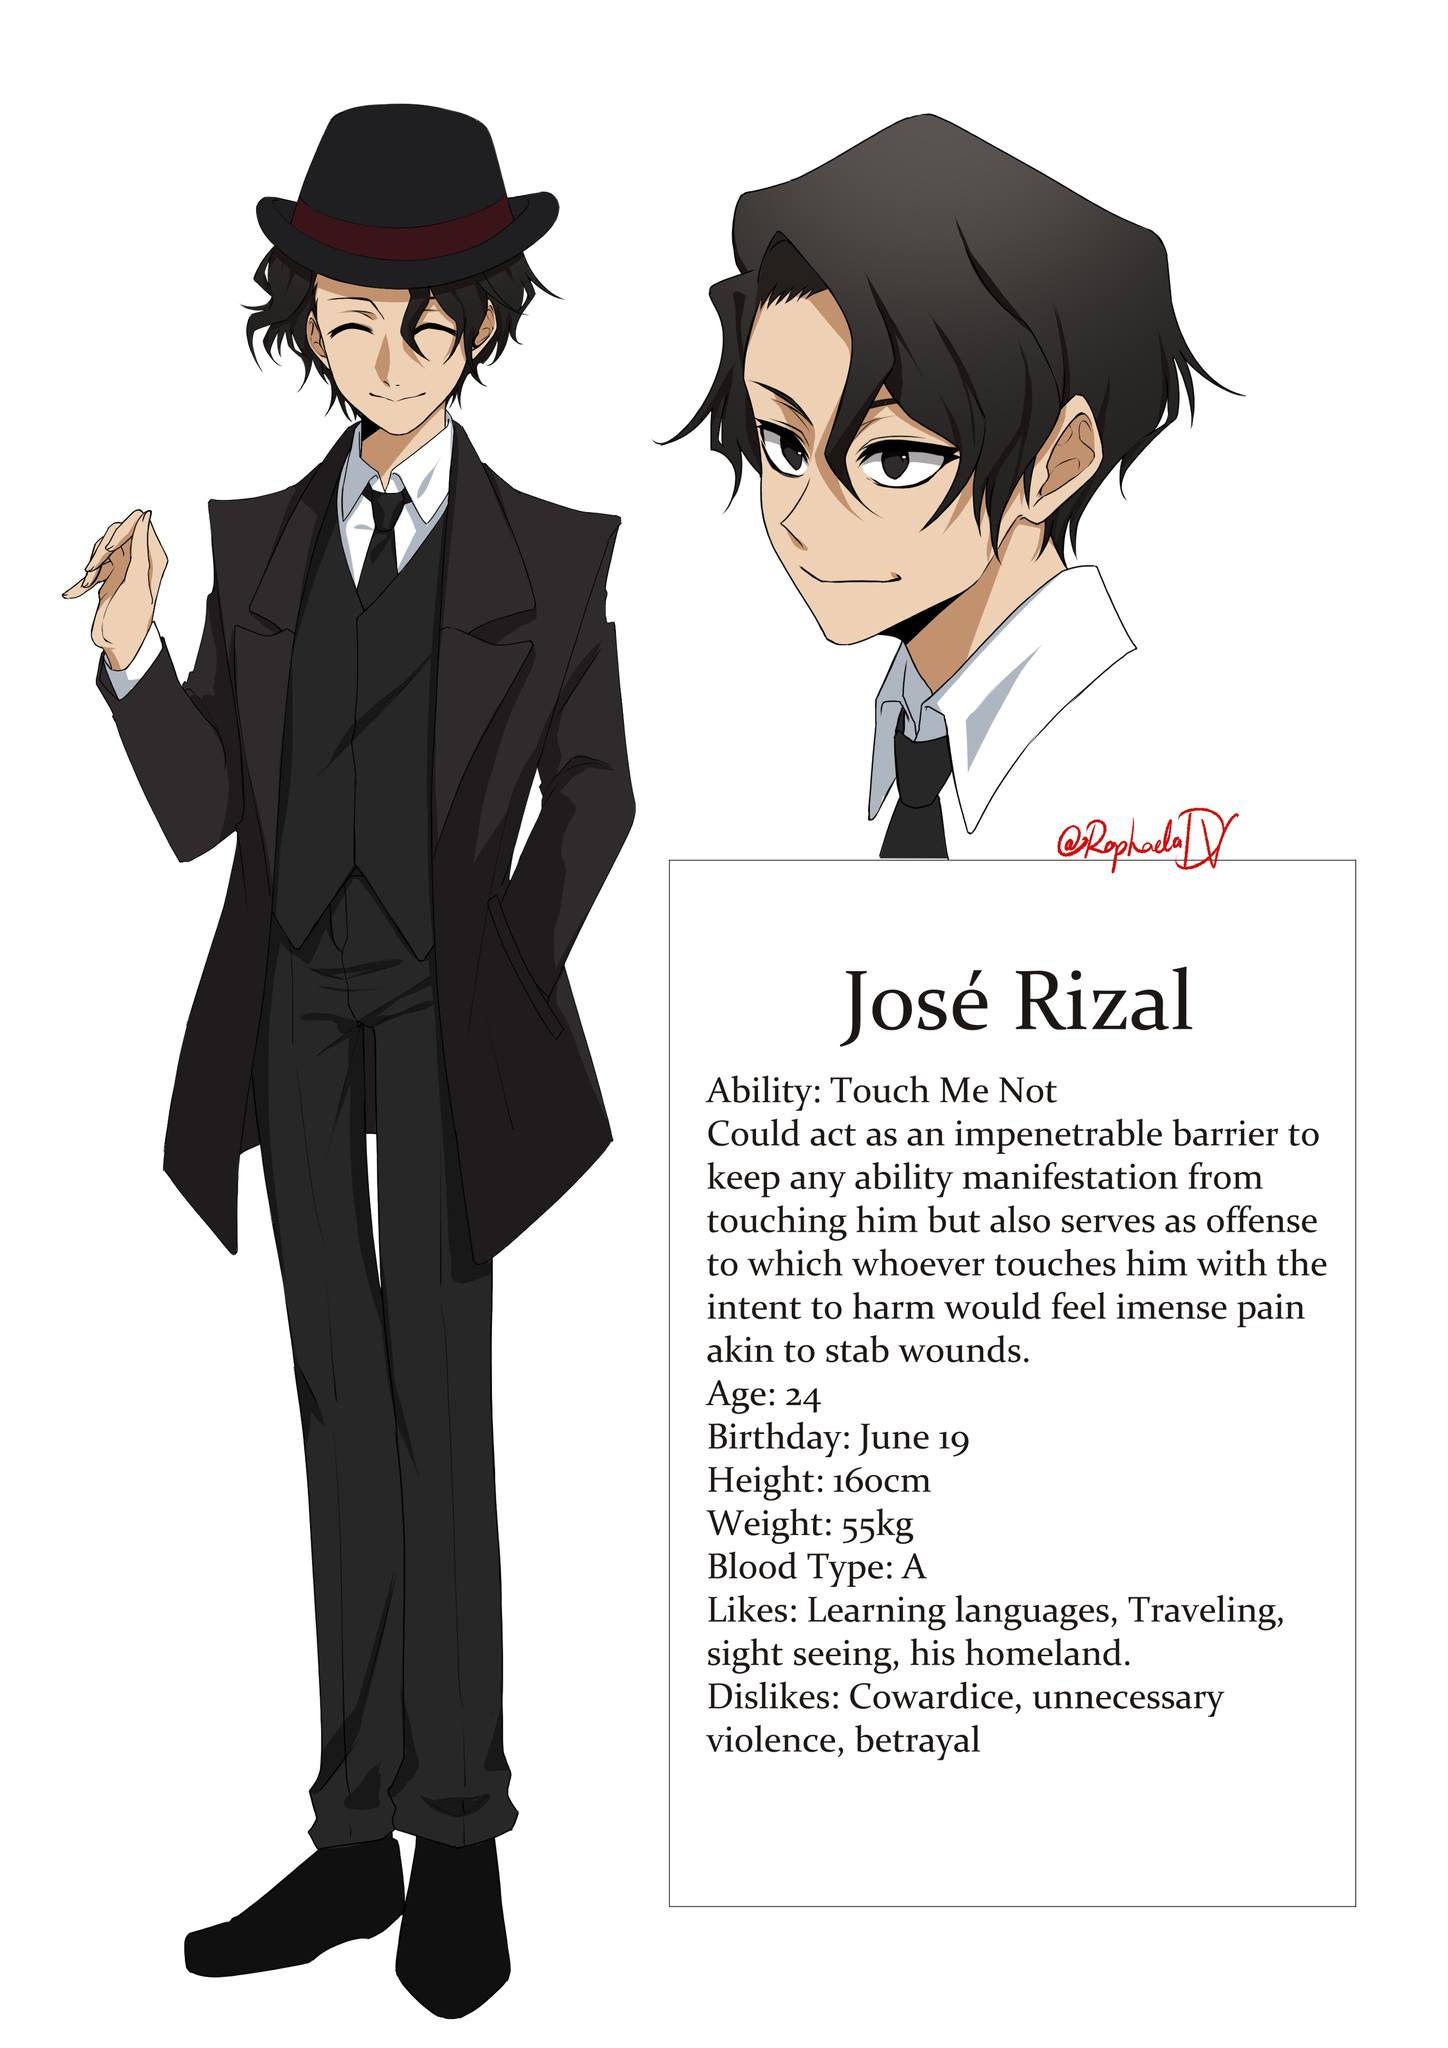 @RaphaelaDV
José Rizal
Ability: Touch Me Not
Could act as an impenetrable barrier to
keep any ability manifestation from
touching him but also serves as offense
to which whoever touches him with the
intent to harm would feel imense pain
akin to stab wounds.
Age: 24
Birthday: June 19
Height: 160cm
Weight: 55kg
Blood Type: A
Likes: Learning languages, Traveling,
sight seeing, his homeland.
Dislikes: Cowardice, unnecessary
violence, betrayal